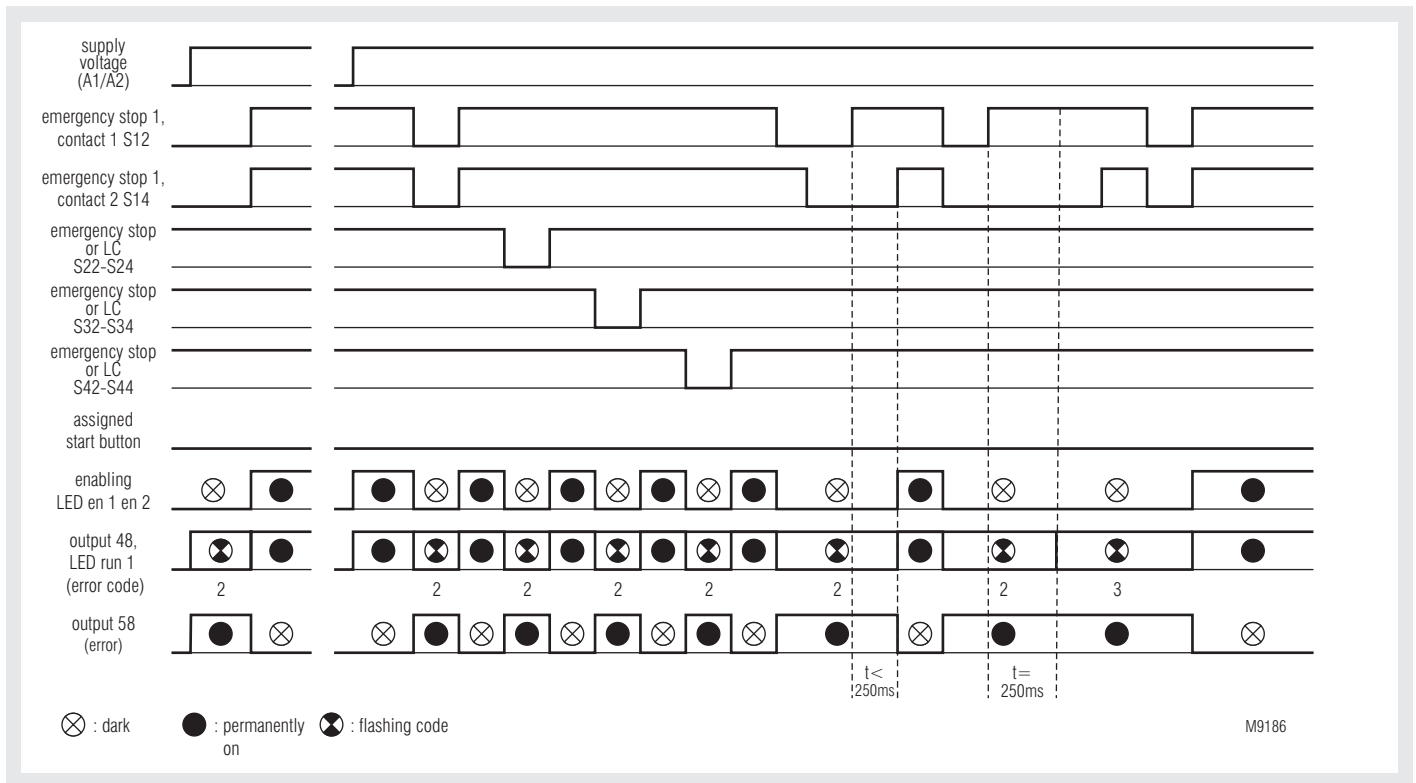 supply
voltage
(A1/A2)
emergency stop 1,
contact 1 S12
emergency stop 1,
contact 2 S14
emergency stop
or LC
S22-S24
emergency stop
or LC
S32-S34
emergency stop
or LC
S42-S44
assigned
start button
enabling
LED en 1 en 2
output 48,
LED run 1
(error code)
2 2 2 2 2 2 2 3
output 58
(error)
t<
250ms
t=
250ms
: dark
: permanently
on
: flashing code
M9186